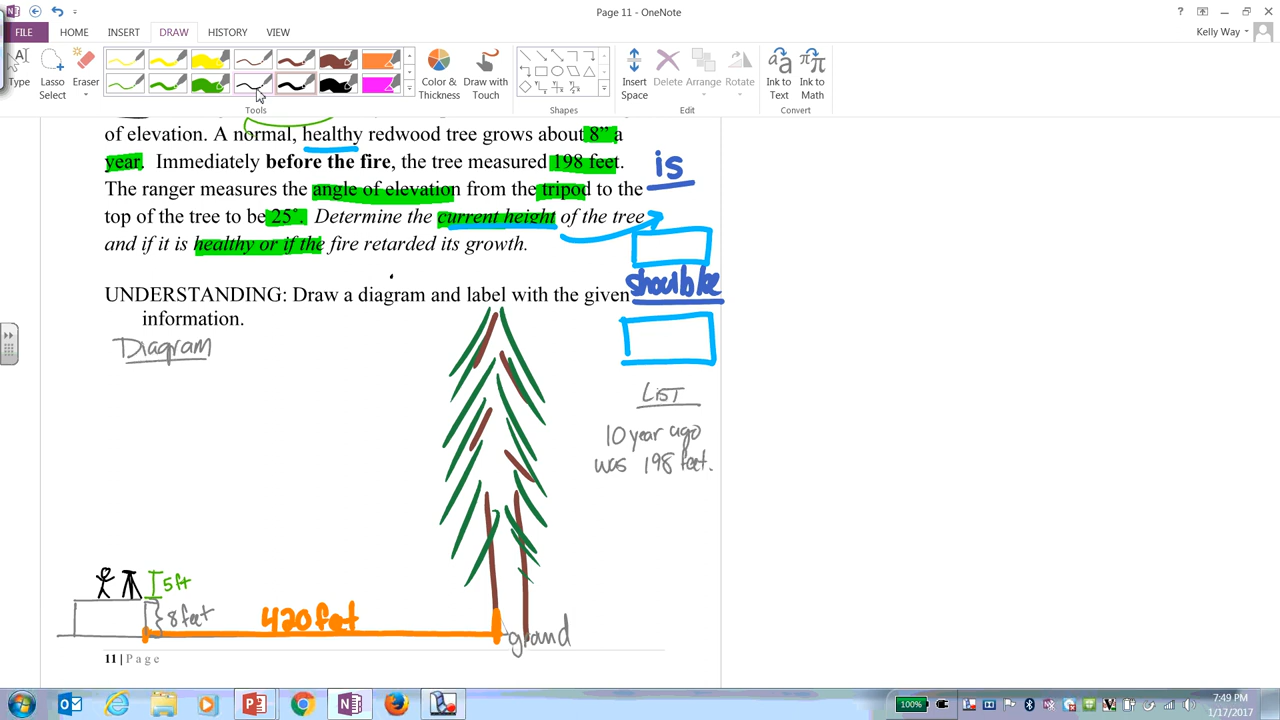 Page 11 - OneNote
FILE HOME INSERT DRAW HISTORY VIEW
Kelly Way
Type
Lasso Select
Eraser
Color & Thickness
Draw with Touch
Insert Space
Delete
Arrange
Rotate
Ink to Text
Ink to Math
Tools
Shapes
Edit
Convert
of elevation. A normal, healthy redwood tree grows about 8” a
year. Immediately before the fire, the tree measured 198 feet.
The ranger measures the angle of elevation from the tripod to the
top of the tree to be 25˚. Determine the current height of the tree
and if it is healthy or if the fire retarded its growth.
is
should be
UNDERSTANDING: Draw a diagram and label with the given
information.
Diagram
LIST
10 year ago
was 198 feet.
5ft
8 feet
420 feet
ground
11 | Page
100%
7:49 PM
1/17/2017